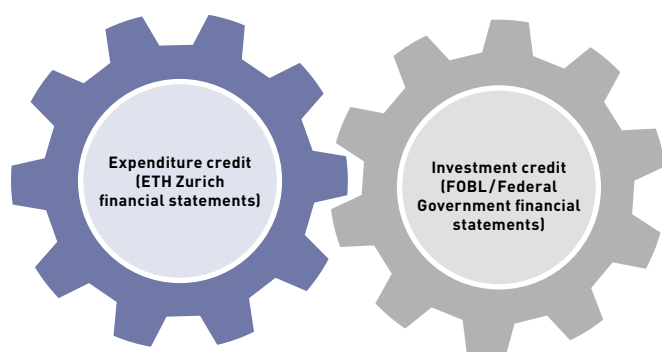 Expenditure credit
(ETH Zurich
financial statements)
Investment credit
(FOBL/Federal
Government financial
statements)